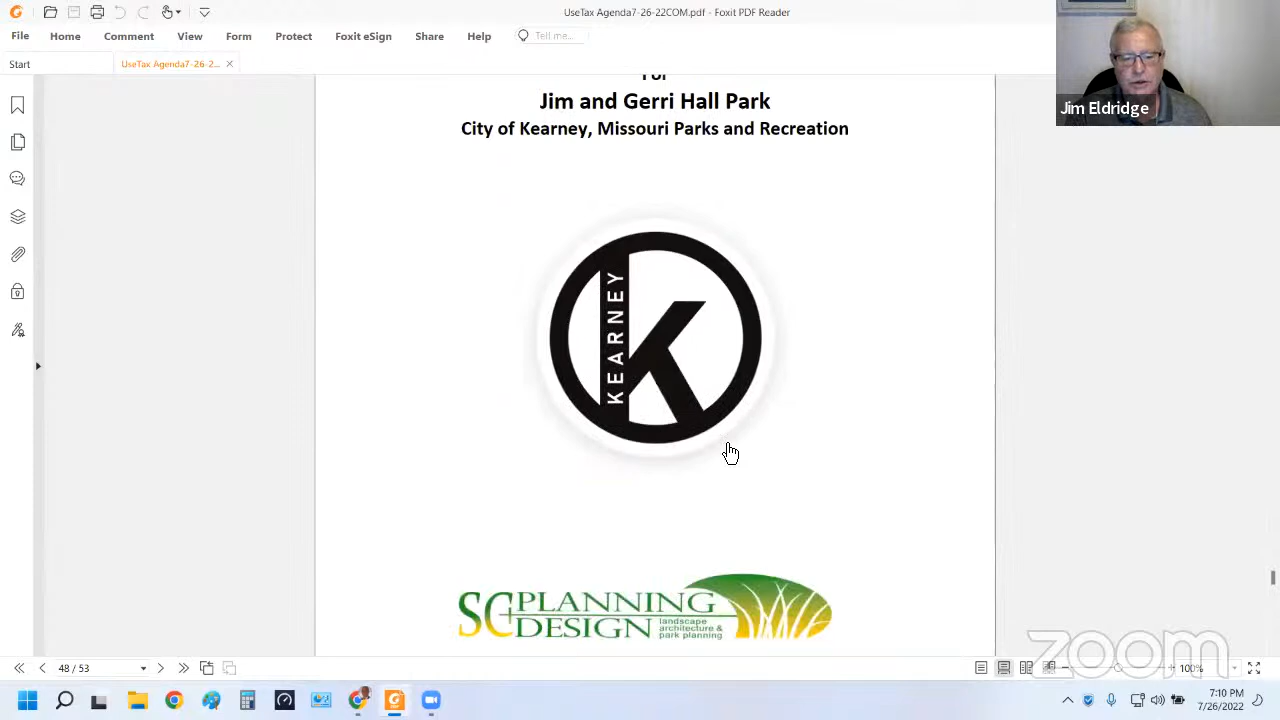 UseTax Agenda7-26-22COM.pdf - Foxit PDF Reader
File Home Comment View Form Protect Foxit eSign Share Help Tell me...
Start UseTax Agenda7-26-2...
For
Jim and Gerri Hall Park
City of Kearney, Missouri Parks and Recreation
KEARNEY
K
SC PLANNING
DESIGN
landscape
architecture &
park planning
Jim Eldridge
zoom
48 / 53
100%
7:10 PM
7/26/2022